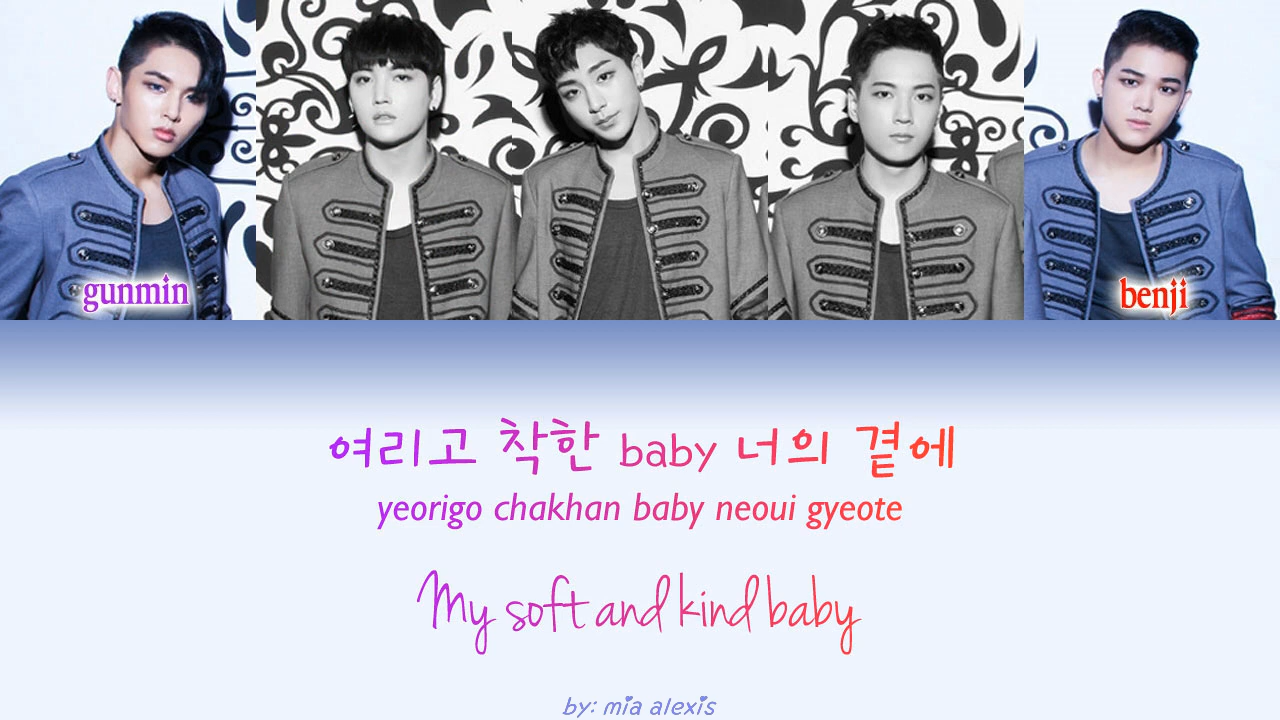 gunmin
benji
여리고 착한 baby 너의 곁에
yeorigo chakhan baby neoui gyeote
My soft and kind baby
by: mia alexis